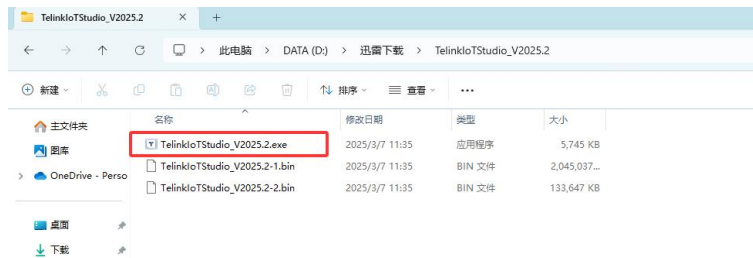 TelinkIoTStudio_V2025.2
此电脑 > DATA (D:) > 迅雷下载 > TelinkIoTStudio_V2025.2
新建 排序 查看
名称 修改日期 类型 大小
主文件夹
TelinkIoTStudio_V2025.2.exe 2025/3/7 11:35 应用程序 5,745 KB
图库
TelinkIoTStudio_V2025.2-1.bin 2025/3/7 11:35 BIN 文件 2,045,037...
OneDrive - Perso
TelinkIoTStudio_V2025.2-2.bin 2025/3/7 11:35 BIN 文件 133,647 KB
桌面
下载